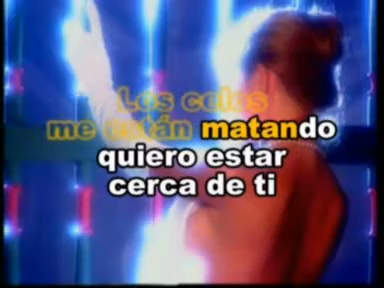 Los celos
me están matando
quiero estar
cerca de ti